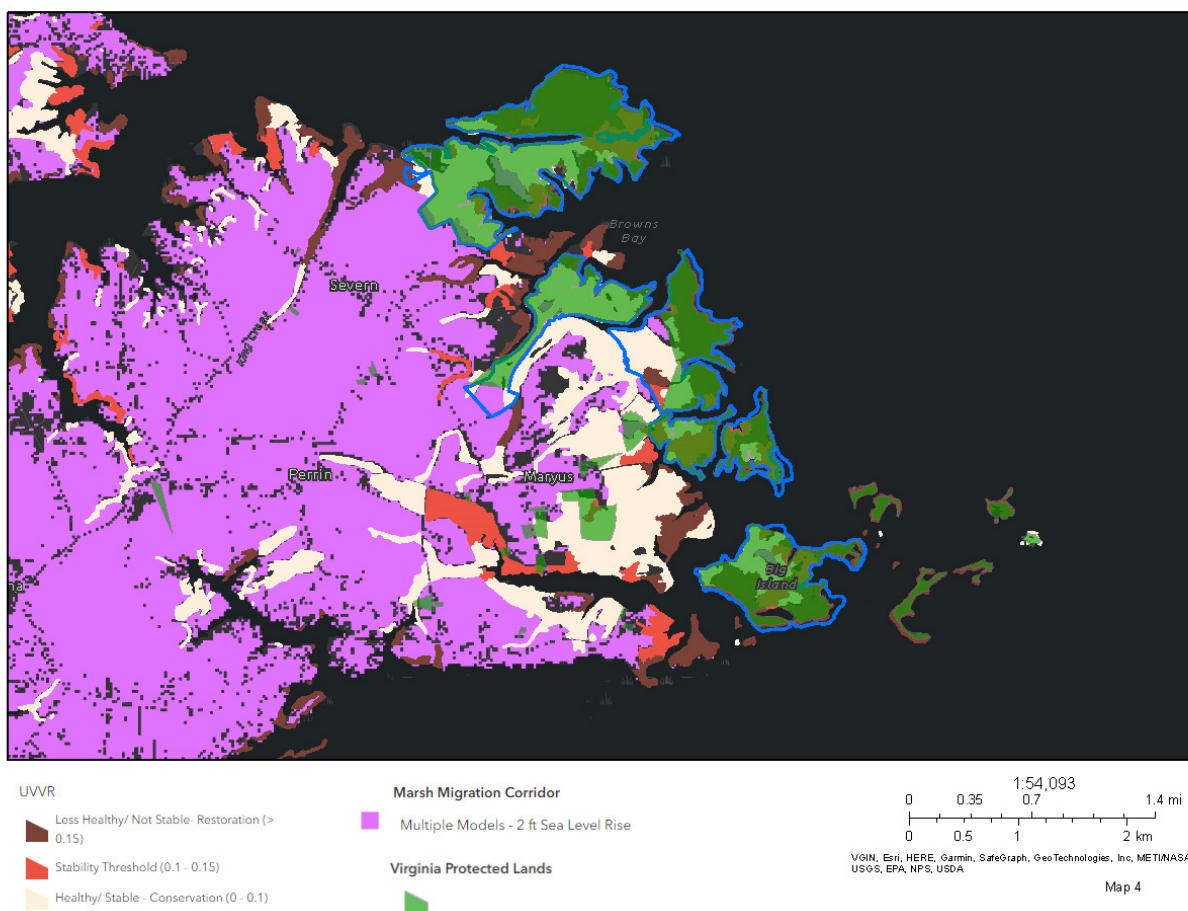 Browns
Bay
Severn
King Creek
Perrin
Maryus
Big
Island
na
UVVR
Less Healthy/ Not Stable- Restoration (>
0.15)
Stability Threshold (0.1 - 0.15)
Healthy/ Stable - Conservation (0 - 0.1)
Marsh Migration Corridor
Multiple Models - 2 ft Sea Level Rise
Virginia Protected Lands
1:54,093
0 0.35 0.7 1.4 mi
0 0.5 1 2 km
VGIN, Esri, HERE, Garmin, SafeGraph, GeoTechnologies, Inc, METI/NASA
USGS, EPA, NPS, USDA
Map 4